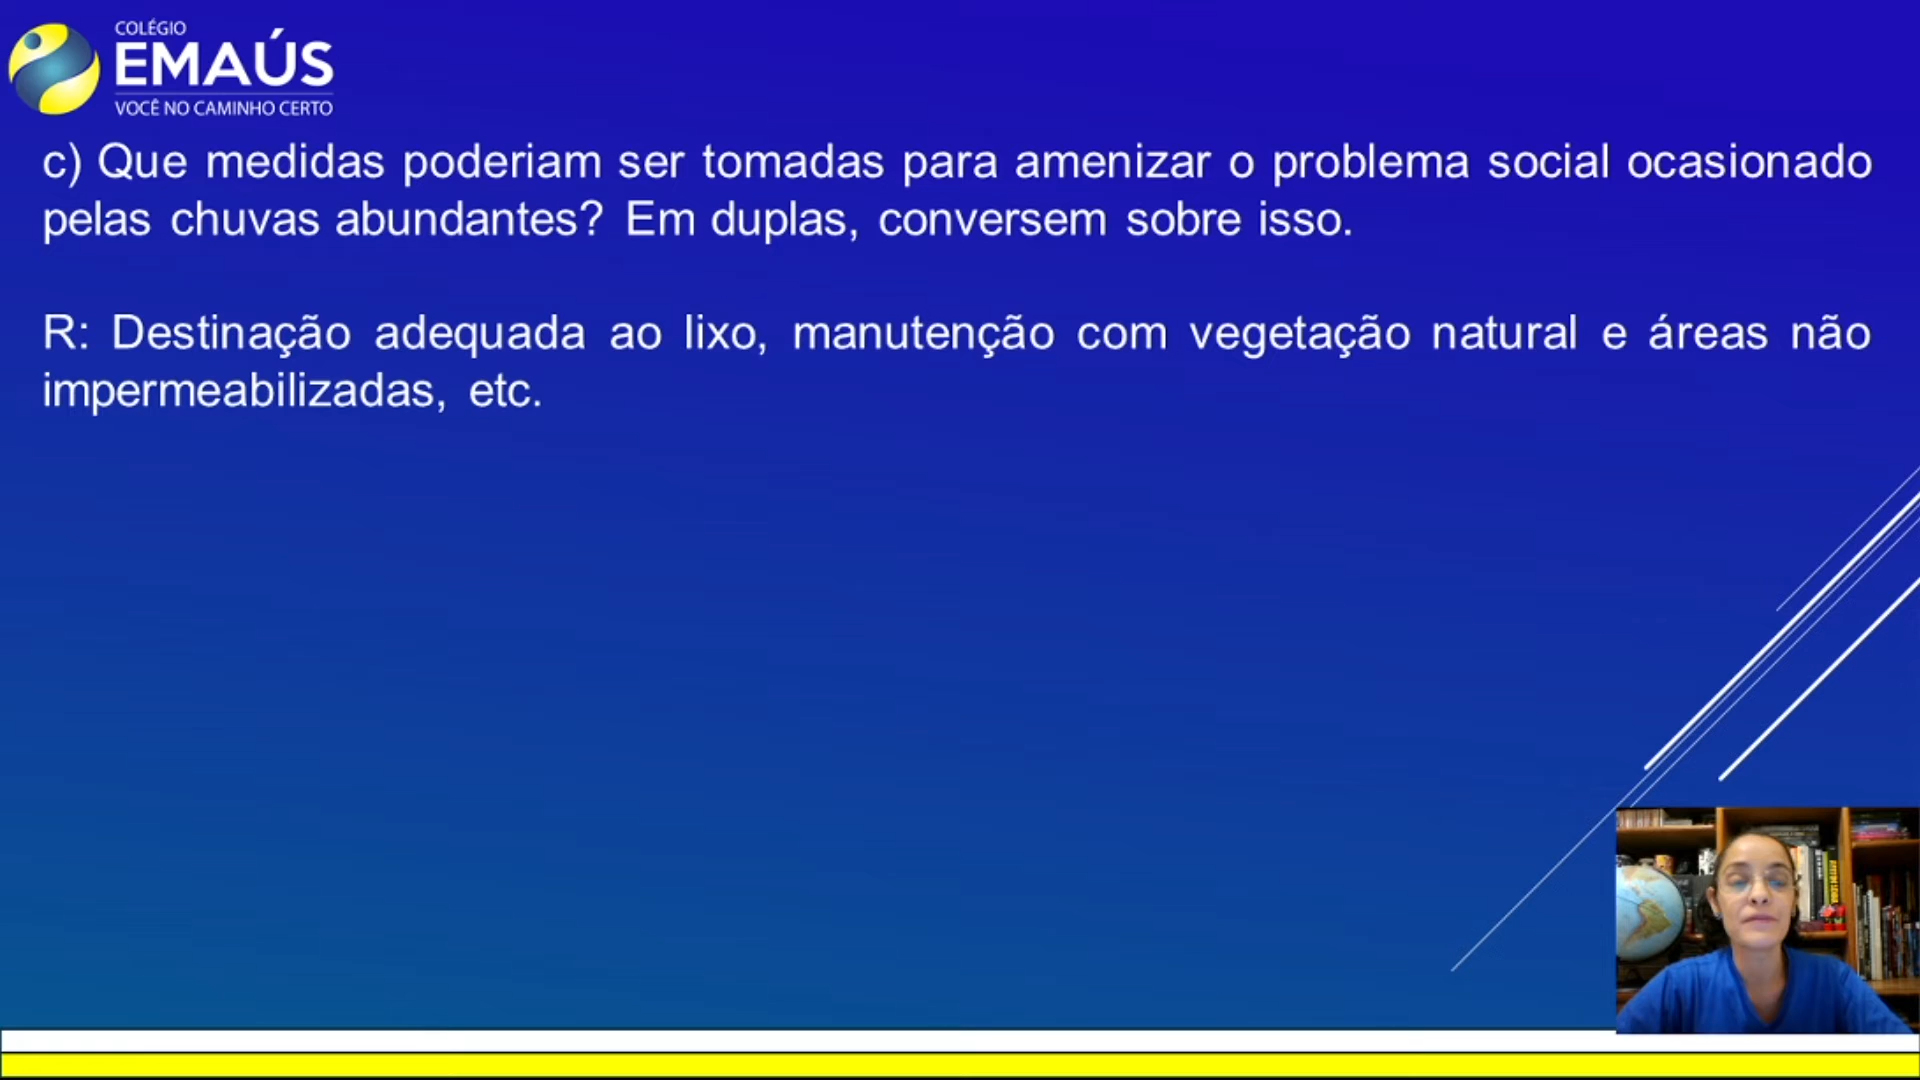 COLÉGIO
EMAÚS
VOCÊ NO CAMINHO CERTO
c) Que medidas poderiam ser tomadas para amenizar o problema social ocasionado
pelas chuvas abundantes? Em duplas, conversem sobre isso.
R: Destinação adequada ao lixo, manutenção com vegetação natural e áreas não
impermeabilizadas, etc.